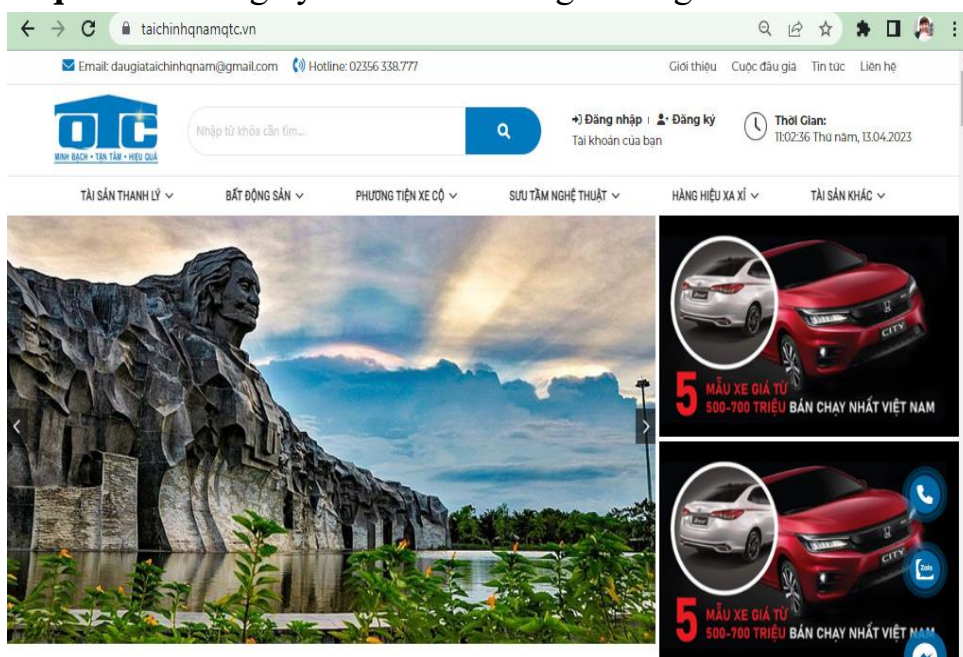 taichinhqnamqtc.vn
Email: daugiataichinhqnam@gmail.com Hotline: 02356 338.777 Giới thiệu Cuộc đấu giá Tin tức Liên hệ
QTC
MINH BẠCH • TẬN TÂM • HIỆU QUẢ
Nhập từ khóa cần tìm...
Đăng nhập | Đăng ký
Tài khoản của bạn
Thời Gian:
11:02:36 Thứ năm, 13.04.2023
TÀI SẢN THANH LÝ BẤT ĐỘNG SẢN PHƯƠNG TIỆN XE CỘ SƯU TẦM NGHỆ THUẬT HÀNG HIỆU XA XỈ TÀI SẢN KHÁC
CITY
5 MẪU XE GIÁ TỪ
500-700 TRIỆU BÁN CHẠY NHẤT VIỆT NAM
CITY
Zalo
5 MẪU XE GIÁ TỪ
500-700 TRIỆU BÁN CHẠY NHẤT VIỆT NAM